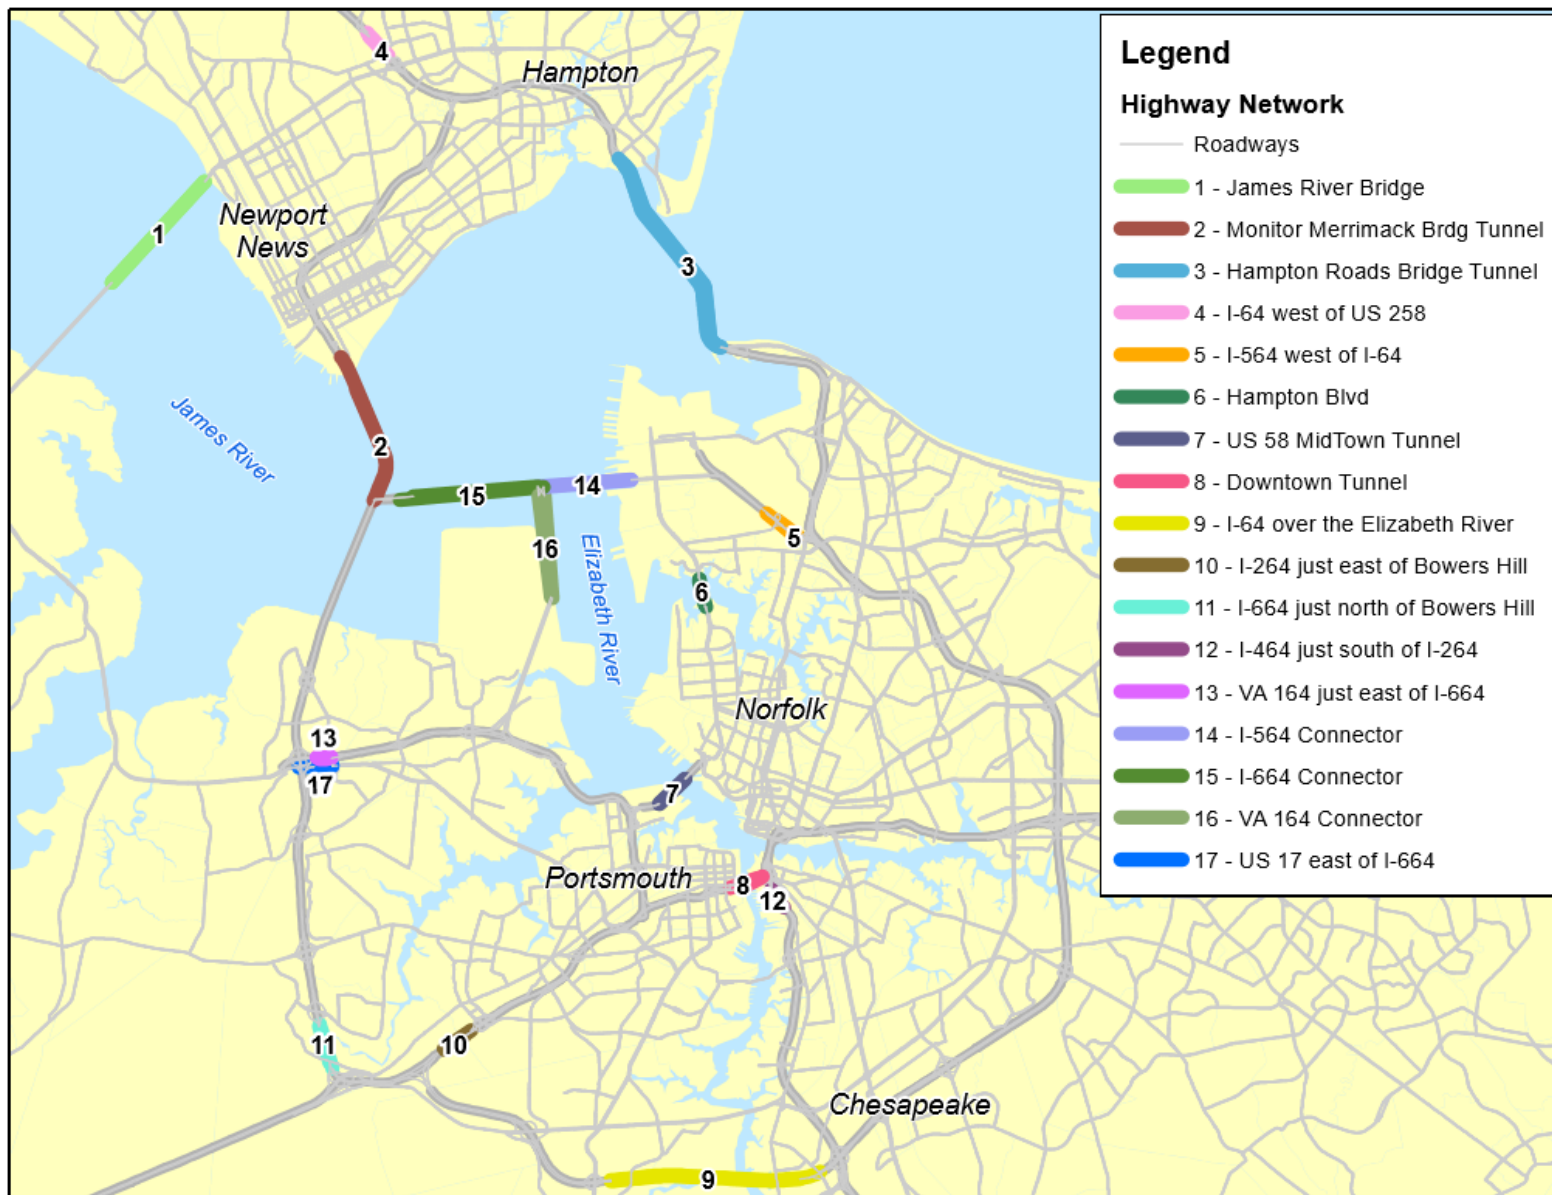 4
Hampton
1
Newport
News
3
James River
2
15
14
16
Elizabeth River
5
6
Norfolk
13
17
7
Portsmouth
8
12
11
10
Chesapeake
9
Legend
Highway Network
Roadways
1 - James River Bridge
2 - Monitor Merrimack Brdg Tunnel
3 - Hampton Roads Bridge Tunnel
4 - I-64 west of US 258
5 - I-564 west of I-64
6 - Hampton Blvd
7 - US 58 MidTown Tunnel
8 - Downtown Tunnel
9 - I-64 over the Elizabeth River
10 - I-264 just east of Bowers Hill
11 - I-664 just north of Bowers Hill
12 - I-464 just south of I-264
13 - VA 164 just east of I-664
14 - I-564 Connector
15 - I-664 Connector
16 - VA 164 Connector
17 - US 17 east of I-664